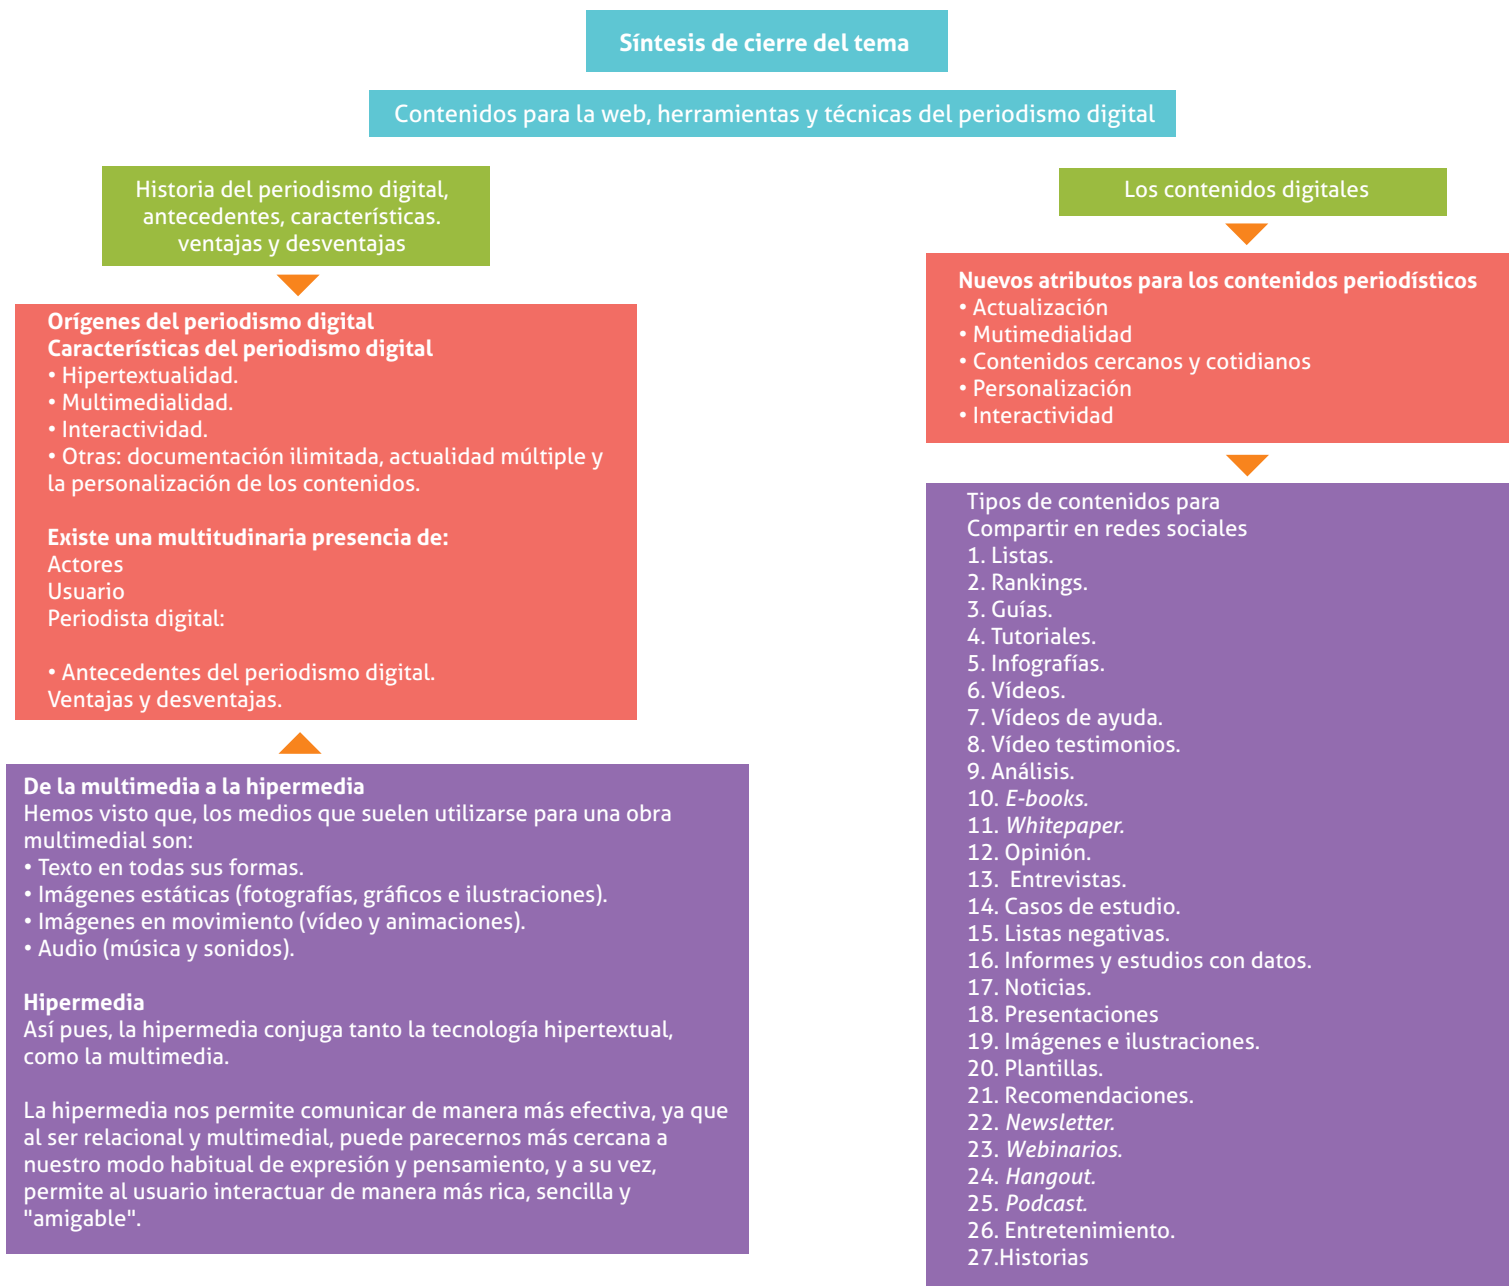 Síntesis de cierre del tema
Contenidos para la web, herramientas y técnicas del periodismo digital
Historia del periodismo digital,
antecedentes, característicias.
ventajas y desventajas
Orígenes del periodismo digital
Características del periodismo digital
• Hipertextualidad.
• Multimedialidad.
• Interactividad.
• Otras: documentación ilimitada, actualidad múltiple y
la personalización de los contenidos.
Existe una multitudinaria presencia de:
Actores
Usuario
Periodista digital:
• Antecedentes del periodismo digital.
Ventajas y desventajas.
De la multimedia a la hipermedia
Hemos visto que, los medios que suelen utilizarse para una obra
multimedial son:
• Texto en todas sus formas.
• Imágenes estáticas (fotografías, gráficos e ilustraciones).
• Imágenes en movimiento (vídeo y animaciones).
• Audio (música y sonidos).
Hipermedia
Así pues, la hipermedia conjuga tanto la tecnología hipertextual,
como la multimedia.
La hipermedia nos permite comunicar de manera más efectiva, ya que
al ser relacional y multimedial, puede parecernos más cercana a
nuestro modo habitual de expresión y pensamiento, y a su vez,
permite al usuario interactuar de manera más rica, sencilla y
"amigable".
Los contenidos digitales
Nuevos atributos para los contenidos periodísticos
• Actualización
• Mutimedialidad
• Contenidos cercanos y cotidianos
• Personalización
• Interactividad
Tipos de contenidos para
Compartir en redes sociales
1. Listas.
2. Rankings.
3. Guías.
4. Tutoriales.
5. Infografías.
6. Vídeos.
7. Vídeos de ayuda.
8. Vídeo testimonios.
9. Análisis.
10. E-books.
11. Whitepaper.
12. Opinión.
13.  Entrevistas.
14. Casos de estudio.
15. Listas negativas.
16. Informes y estudios con datos.
17. Noticias.
18. Presentaciones
19. Imágenes e ilustraciones.
20. Plantillas.
21. Recomendaciones.
22. Newsletter.
23. Webinarios.
24. Hangout.
25. Podcast.
26. Entretenimiento.
27.Historias